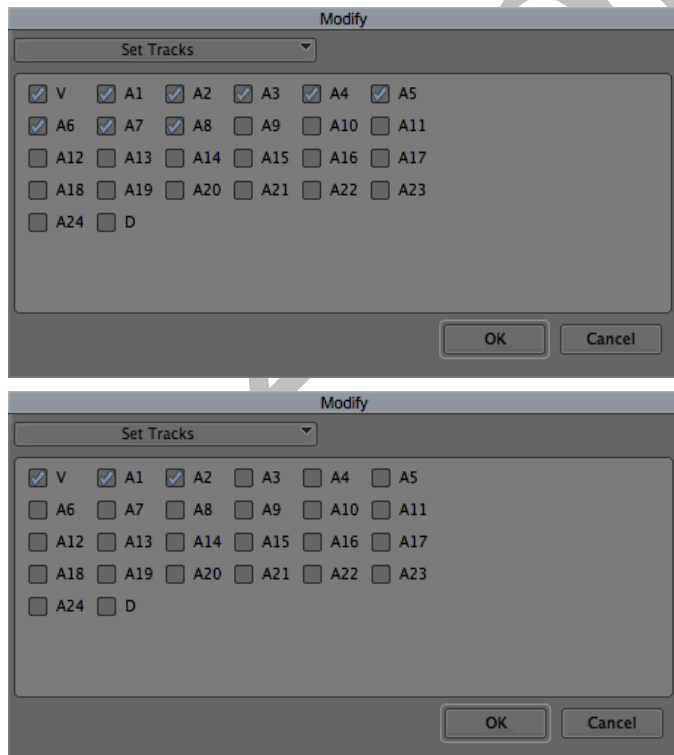 Modify
Set Tracks
V A1 A2 A3 A4 A5
A6 A7 A8 A9 A10 A11
A12 A13 A14 A15 A16 A17
A18 A19 A20 A21 A22 A23
A24 D
OK Cancel
Modify
Set Tracks
V A1 A2 A3 A4 A5
A6 A7 A8 A9 A10 A11
A12 A13 A14 A15 A16 A17
A18 A19 A20 A21 A22 A23
A24 D
OK Cancel